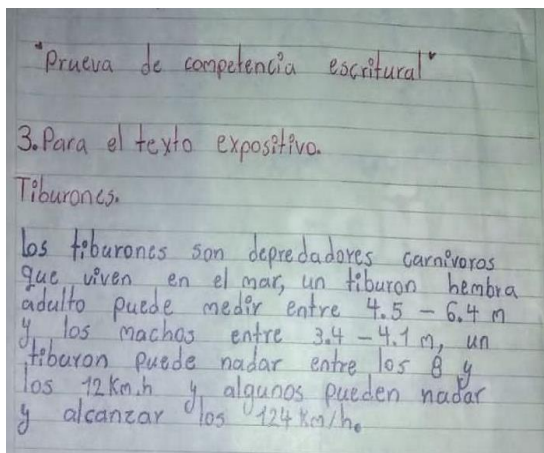 "Prueva de competencia escritural"
3. Para el texto expositivo.
Tiburones.
los tiburones son depredadores carnivoros
que viven en el mar, un tiburon hembra
adulto puede medir entre 4.5 - 6.4 m
y los machos entre 3.4 - 4.1 m, un
tiburon puede nadar entre los 8 y
los 12 Km.h y algunos pueden nadar
y alcanzar los 124 Km/h.